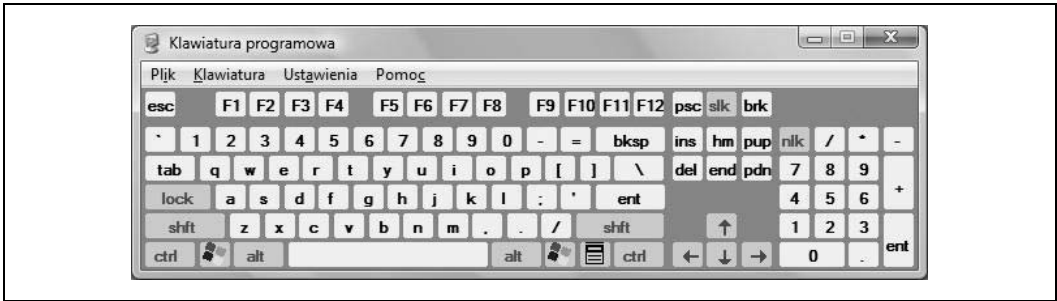 Klawiatura programowa
Plik Klawiatura Ustawienia Pomoc
esc F1 F2 F3 F4 F5 F6 F7 F8 F9 F10 F11 F12 psc slk brk
` 1 2 3 4 5 6 7 8 9 0 - = bksp ins hm pup nlk / * -
tab q w e r t y u i o p [ ] \ del end pdn 7 8 9 +
lock a s d f g h j k l ; ' ent 4 5 6
shft z x c v b n m , . / shft ↑ 1 2 3 ent
ctrl alt alt ctrl ← ↓ → 0 .